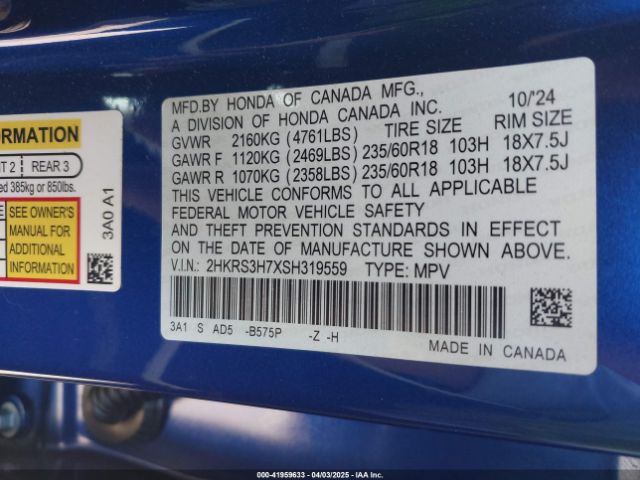 ORMATION
T 2 REAR 3
ed 385kg or 850lbs.
SEE OWNER'S
MANUAL FOR
ADDITIONAL
INFORMATION
3A0 A1
MFD.BY HONDA OF CANADA MFG., 10/'24
A DIVISION OF HONDA CANADA INC.
TIRE SIZE RIM SIZE
GVWR 2160KG (4761LBS)
GAWR F 1120KG (2469LBS) 235/60R18 103H 18X7.5J
GAWR R 1070KG (2358LBS) 235/60R18 103H 18X7.5J
THIS VEHICLE CONFORMS TO ALL APPLICABLE
FEDERAL MOTOR VEHICLE SAFETY
AND THEFT PREVENTION STANDARDS IN EFFECT
ON THE DATE OF MANUFACTURE SHOWN ABOVE.
V.I.N.: 2HKRS3H7XSH319559 TYPE: MPV
3A1 S AD5 -B575P -Z -H
MADE IN CANADA
000-41959633 - 04/03/2025 - IAA Inc.